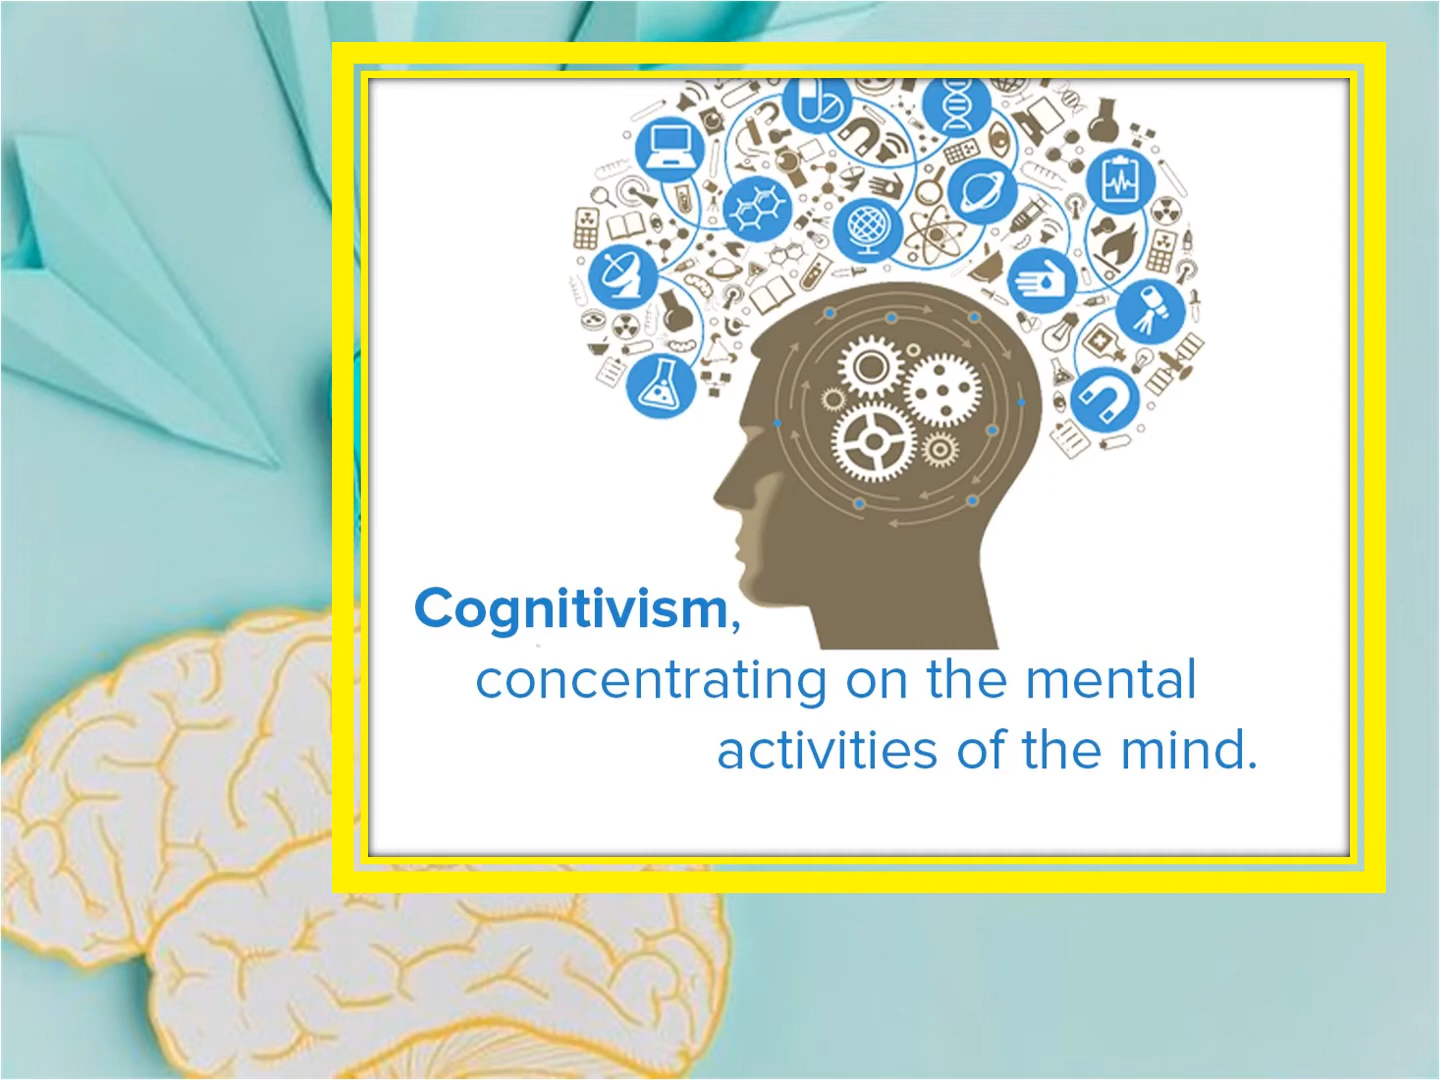 Cognitivism,
concentrating on the mental
activities of the mind.